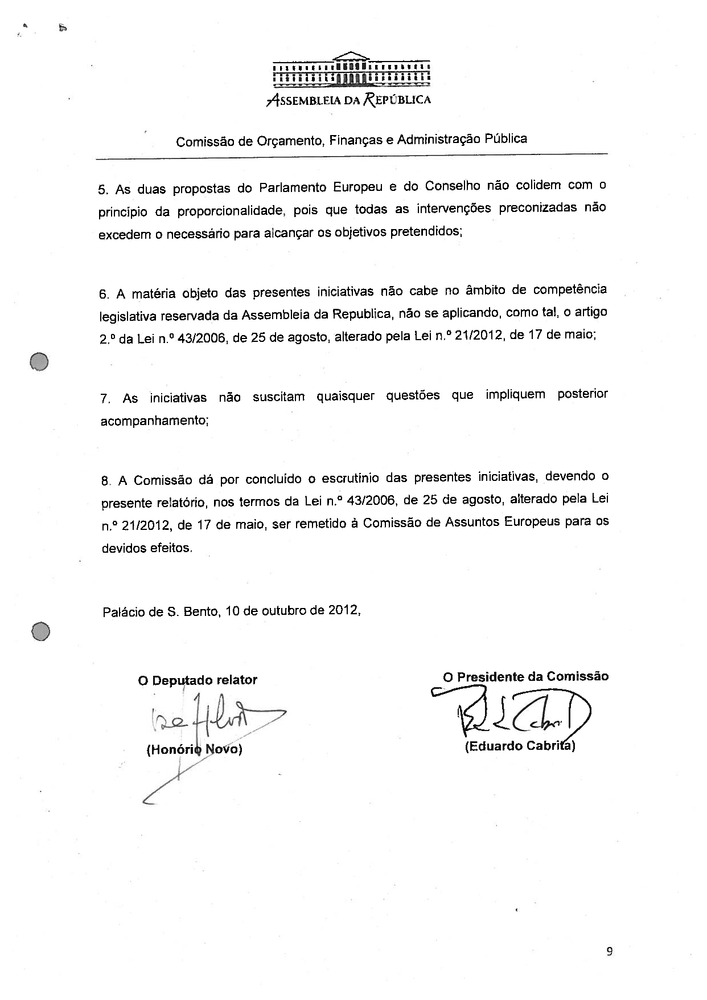 ASSEMBLEIA DA REPÚBLICA
Comissão de Orçamento, Finanças e Administração Pública
5. As duas propostas do Parlamento Europeu e do Conselho não colidem com o
princípio da proporcionalidade, pois que todas as intervenções preconizadas não
excedem o necessário para alcançar os objetivos pretendidos;
6. A matéria objeto das presentes iniciativas não cabe no âmbito de competência
legislativa reservada da Assembleia da Republica, não se aplicando, como tal, o artigo
2.º da Lei n.º 43/2006, de 25 de agosto, alterado pela Lei n.º 21/2012, de 17 de maio;
7. As iniciativas não suscitam quaisquer questões que impliquem posterior
acompanhamento;
8. A Comissão dá por concluído o escrutínio das presentes iniciativas, devendo o
presente relatório, nos termos da Lei n.º 43/2006, de 25 de agosto, alterado pela Lei
n.º 21/2012, de 17 de maio, ser remetido à Comissão de Assuntos Europeus para os
devidos efeitos.
Palácio de S. Bento, 10 de outubro de 2012,
O Deputado relator
O Presidente da Comissão
(Honório Novo)
(Eduardo Cabrita)
9